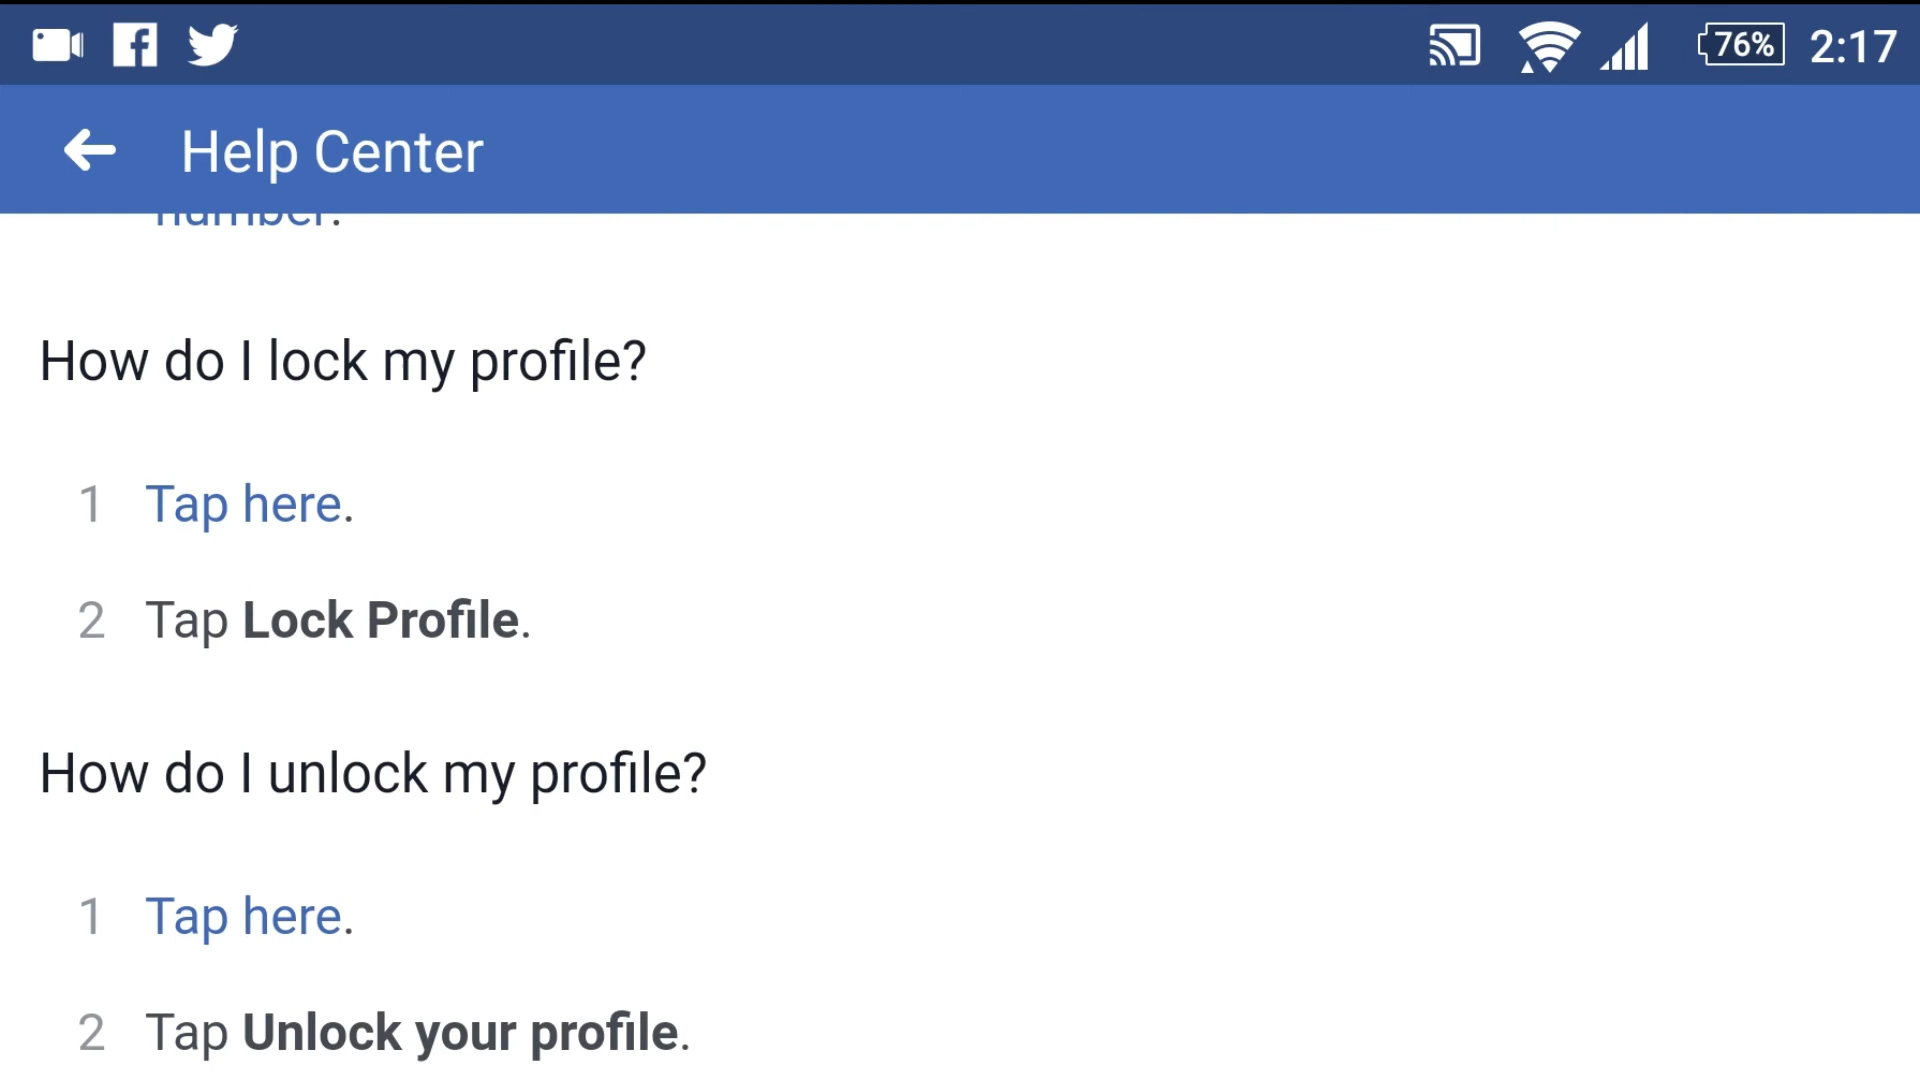 76% 2:17
Help Center
number.
How do I lock my profile?
1 Tap here.
2 Tap Lock Profile.
How do I unlock my profile?
1 Tap here.
2 Tap Unlock your profile.